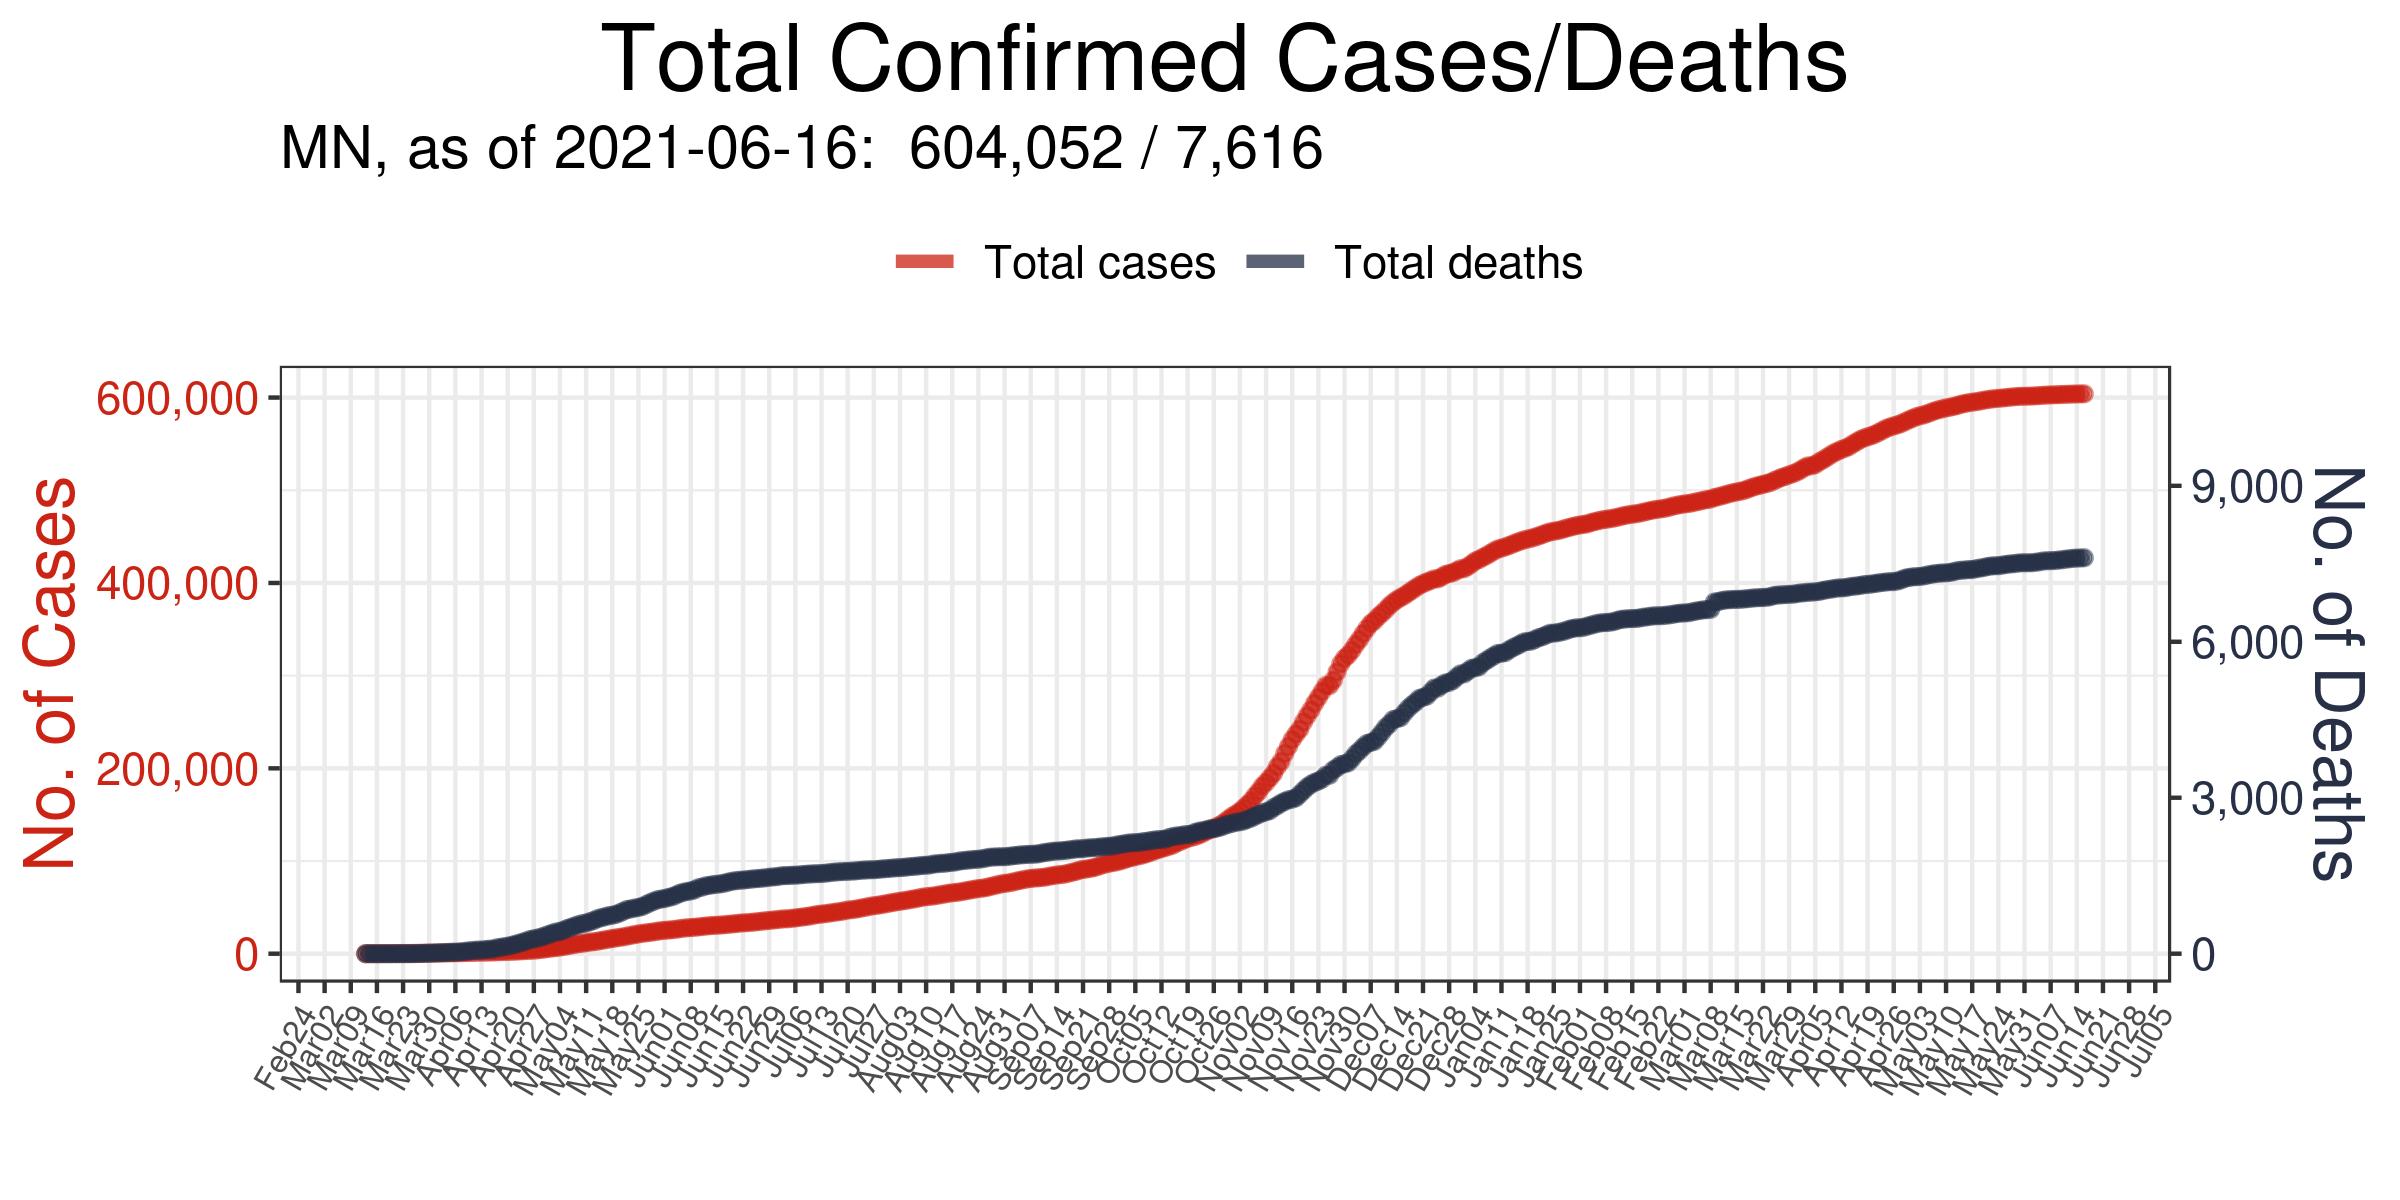 Total Confirmed Cases/Deaths
MN, as of 2021-06-16:  604,052 / 7,616
Total cases
Total deaths
No. of Cases
600,000
400,000
200,000
0
9,000
6,000
3,000
0
No. of Deaths
Feb24
Mar02
Mar09
Mar16
Mar23
Mar30
Apr06
Apr13
Apr20
Apr27
May04
May11
May18
May25
Jun01
Jun08
Jun15
Jun22
Jun29
Jul06
Jul13
Jul20
Jul27
Aug03
Aug10
Aug17
Aug24
Aug31
Sep07
Sep14
Sep21
Sep28
Oct05
Oct12
Oct19
Oct26
Nov02
Nov09
Nov16
Nov23
Nov30
Dec07
Dec14
Dec21
Dec28
Jan04
Jan11
Jan18
Jan25
Feb01
Feb08
Feb15
Feb22
Mar01
Mar08
Mar15
Mar22
Mar29
Apr05
Apr12
Apr19
Apr26
May03
May10
May17
May24
May31
Jun07
Jun14
Jun21
Jun28
Jul05